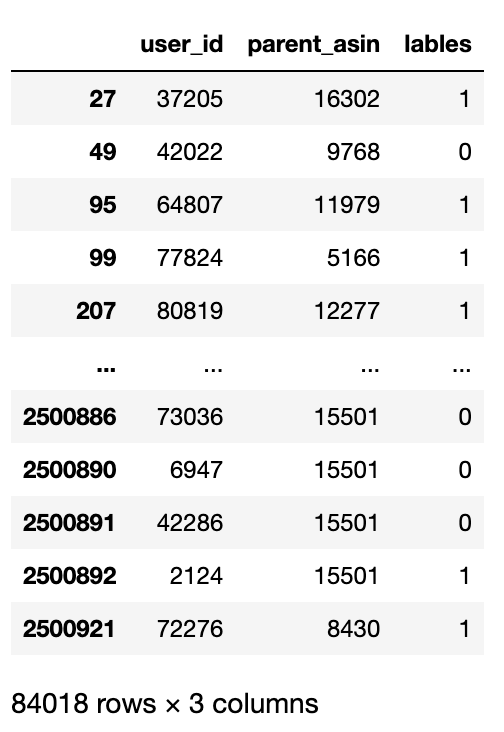 user_id parent_asin lables
27 37205 16302 1
49 42022 9768 0
95 64807 11979 1
99 77824 5166 1
207 80819 12277 1
... ... ... ...
2500886 73036 15501 0
2500890 6947 15501 0
2500891 42286 15501 0
2500892 2124 15501 1
2500921 72276 8430 1
84018 rows × 3 columns